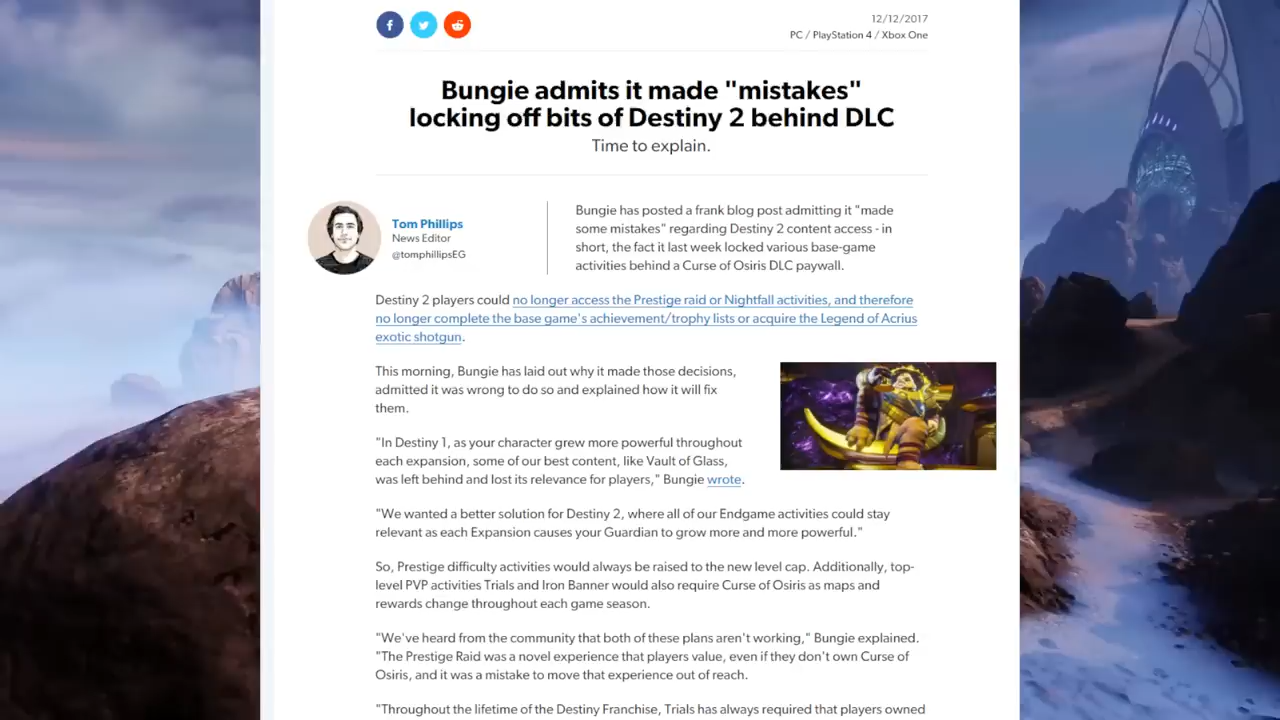 12/12/2017
PC / PlayStation 4 / Xbox One
Bungie admits it made "mistakes"
locking off bits of Destiny 2 behind DLC
Time to explain.
Tom Phillips
News Editor
@tomphillipsEG
Bungie has posted a frank blog post admitting it "made
some mistakes" regarding Destiny 2 content access - in
short, the fact it last week locked various base-game
activities behind a Curse of Osiris DLC paywall.
Destiny 2 players could no longer access the Prestige raid or Nightfall activities, and therefore
no longer complete the base game's achievement/trophy lists or acquire the Legend of Acrius
exotic shotgun.
This morning, Bungie has laid out why it made those decisions,
admitted it was wrong to do so and explained how it will fix
them.
"In Destiny 1, as your character grew more powerful throughout
each expansion, some of our best content, like Vault of Glass,
was left behind and lost its relevance for players," Bungie wrote.
"We wanted a better solution for Destiny 2, where all of our Endgame activities could stay
relevant as each Expansion causes your Guardian to grow more and more powerful."
So, Prestige difficulty activities would always be raised to the new level cap. Additionally, top-
level PVP activities Trials and Iron Banner would also require Curse of Osiris as maps and
rewards change throughout each game season.
"We've heard from the community that both of these plans aren't working," Bungie explained.
"The Prestige Raid was a novel experience that players value, even if they don't own Curse of
Osiris, and it was a mistake to move that experience out of reach.
"Throughout the lifetime of the Destiny Franchise, Trials has always required that players owned